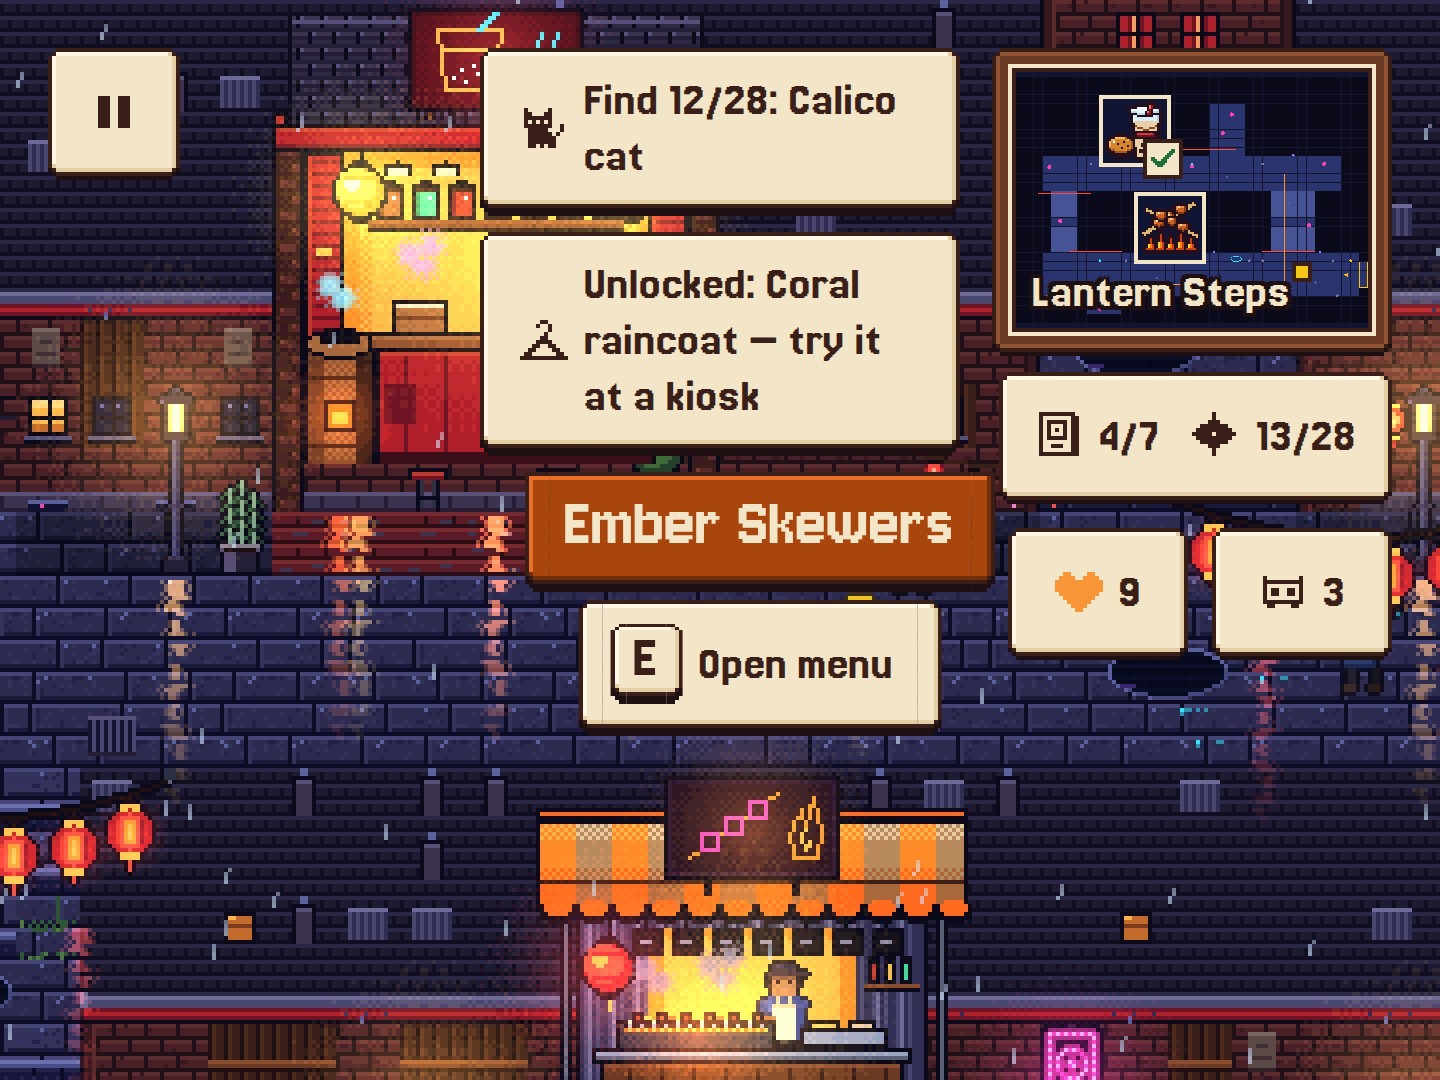 Find 12/28: Calico
cat
Unlocked: Coral
raincoat — try it
at a kiosk
Lantern Steps
4/7 13/28
9 3
Ember Skewers
E Open menu